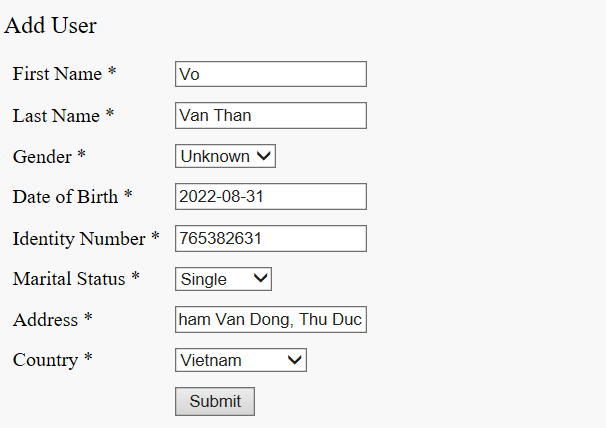 Add User
First Name * Vo
Last Name * Van Than
Gender * Unknown
Date of Birth * 2022-08-31
Identity Number * 765382631
Marital Status * Single
Address * ham Van Dong, Thu Duc
Country * Vietnam
Submit